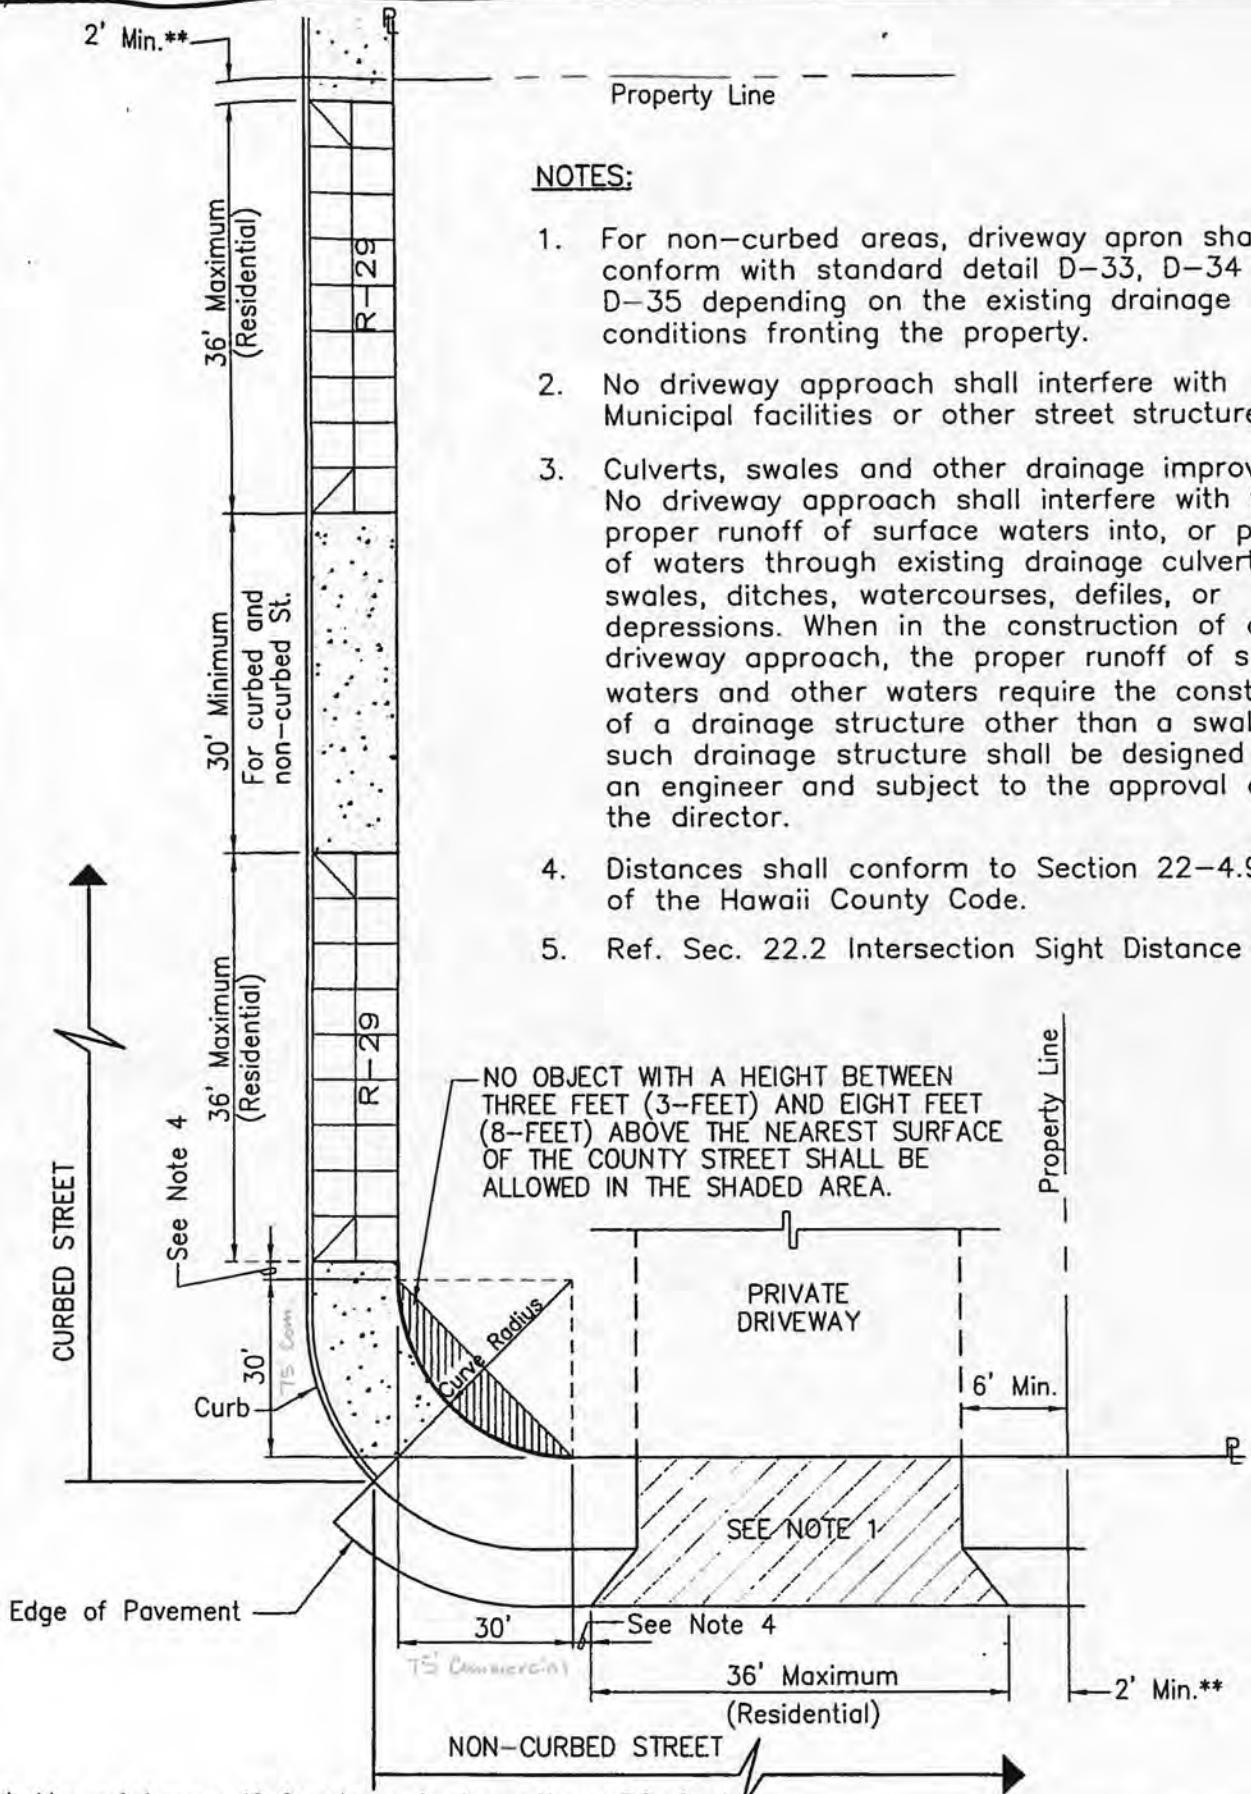 2' Min.**
Property Line
NOTES:
1. For non-curbed areas, driveway apron sha
conform with standard detail D-33, D-34
D-35 depending on the existing drainage
conditions fronting the property.
2. No driveway approach shall interfere with
Municipal facilities or other street structure
3. Culverts, swales and other drainage improv
No driveway approach shall interfere with
proper runoff of surface waters into, or p
of waters through existing drainage culvert
swales, ditches, watercourses, defiles, or
depressions. When in the construction of
driveway approach, the proper runoff of s
waters and other waters require the const
of a drainage structure other than a swal
such drainage structure shall be designed
an engineer and subject to the approval
the director.
4. Distances shall conform to Section 22-4.9
of the Hawaii County Code.
5. Ref. Sec. 22.2 Intersection Sight Distance
36' Maximum
(Residential)
R-29
30' Minimum
For curbed and
non-curbed St.
36' Maximum
(Residential)
R-29
CURBED STREET
See Note 4
30'
75 Com
Curb
NO OBJECT WITH A HEIGHT BETWEEN
THREE FEET (3-FEET) AND EIGHT FEET
(8-FEET) ABOVE THE NEAREST SURFACE
OF THE COUNTY STREET SHALL BE
ALLOWED IN THE SHADED AREA.
Curve Radius
PRIVATE
DRIVEWAY
Property Line
6' Min.
SEE NOTE 1
Edge of Pavement
30'
See Note 4
75' Commercial
36' Maximum
(Residential)
2' Min.**
NON-CURBED STREET